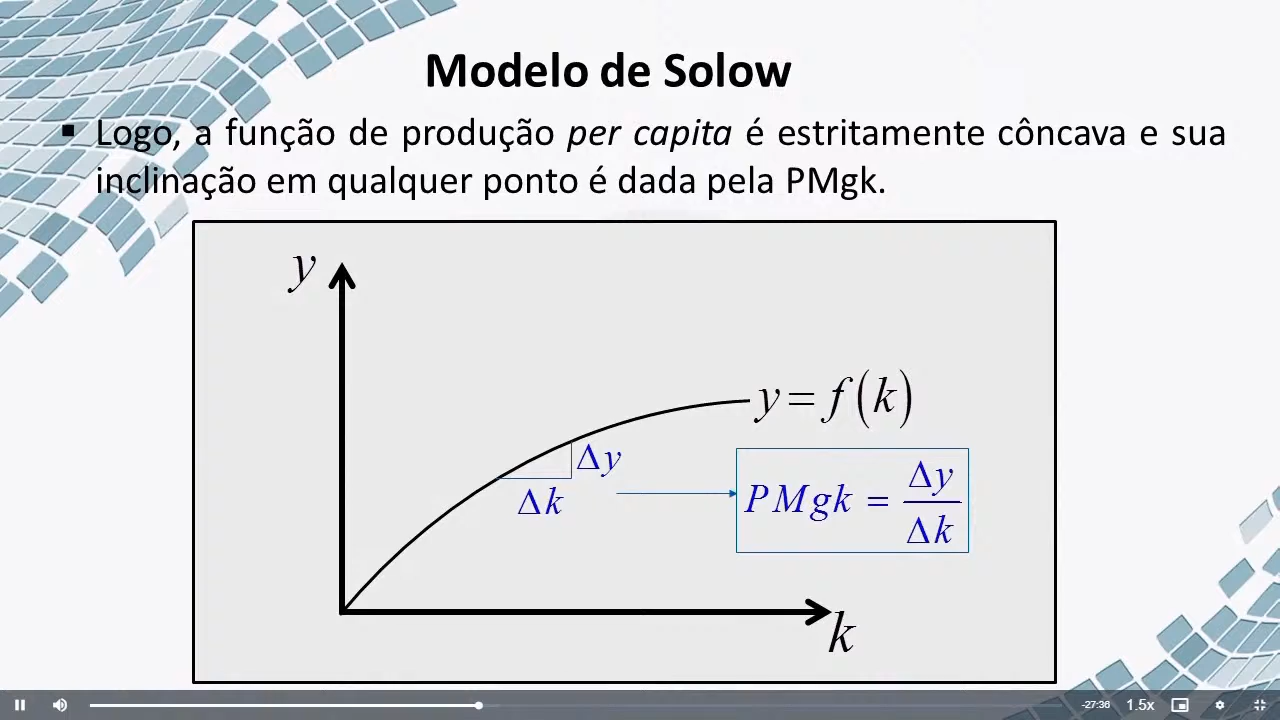 Modelo de Solow
▪ Logo, a função de produção per capita é estritamente côncava e sua
inclinação em qualquer ponto é dada pela PMgk.
y
y = f(k)
Δy
Δk
PMgk = Δy/Δk
k
-27:36 1.5x